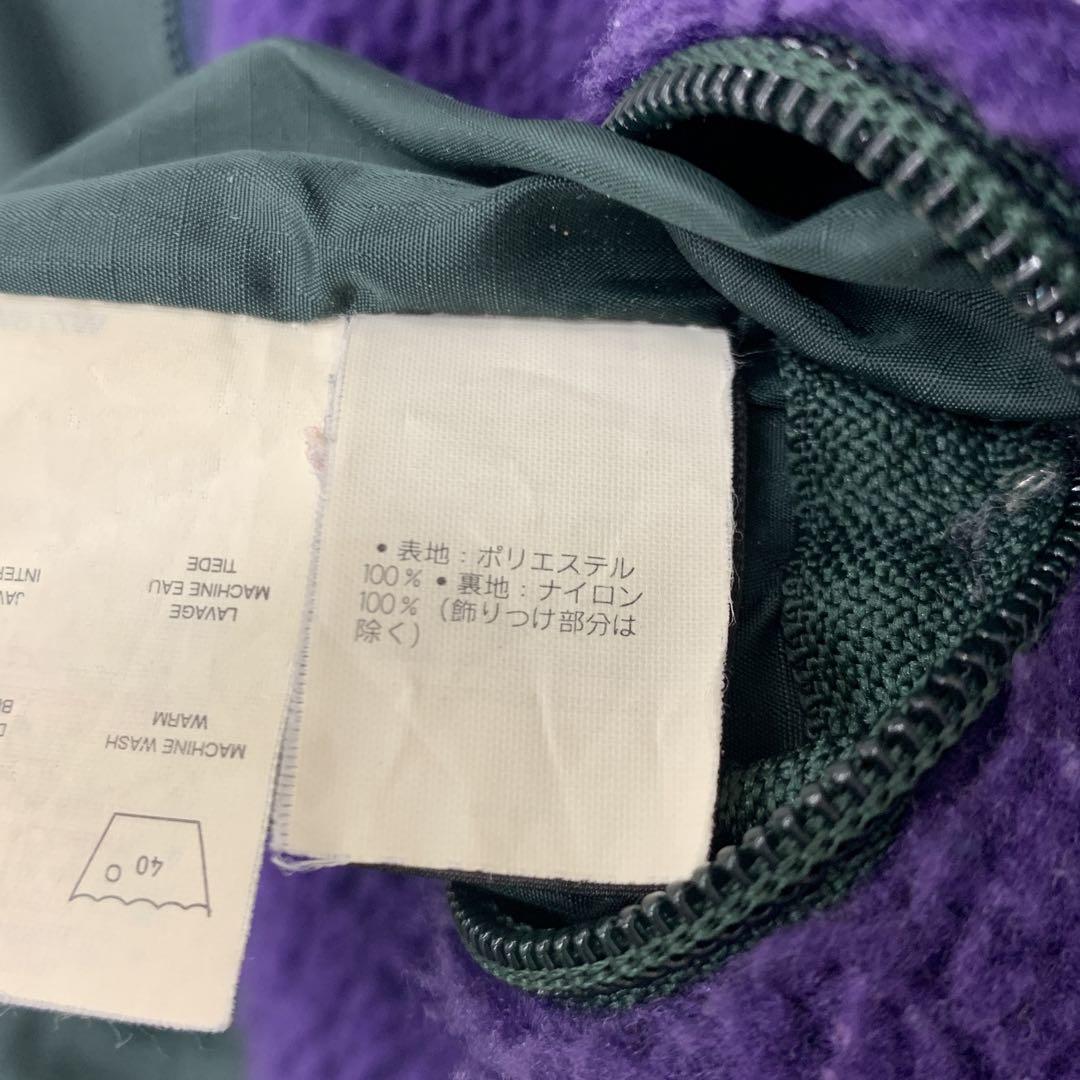 • 表地：ポリエステル
100% • 裏地：ナイロン
100%（飾りつけ部分は
除く）
40
MACHINE WASH
WARM
LAVAGE
MACHINE EAU
TIEDE